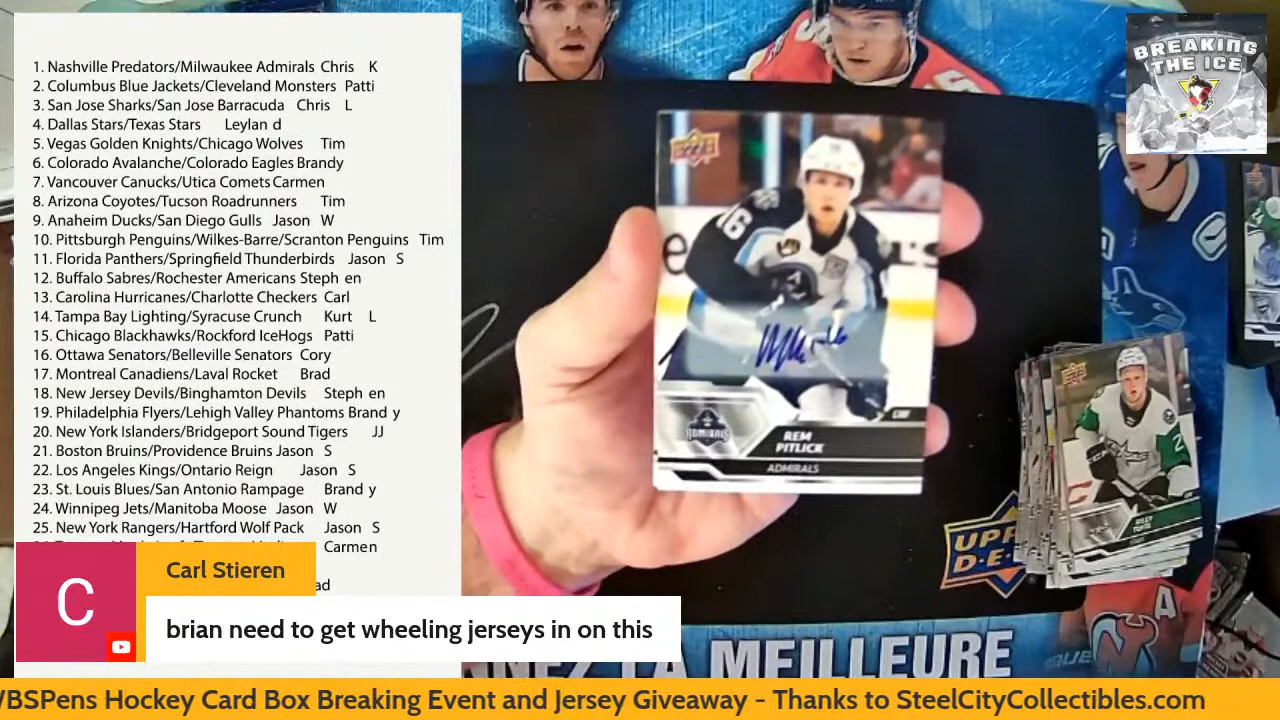 1. Nashville Predators/Milwaukee Admirals Chris K
2. Columbus Blue Jackets/Cleveland Monsters Patti
3. San Jose Sharks/San Jose Barracuda Chris L
4. Dallas Stars/Texas Stars Leylan d
5. Vegas Golden Knights/Chicago Wolves Tim
6. Colorado Avalanche/Colorado Eagles Brandy
7. Vancouver Canucks/Utica Comets Carmen
8. Arizona Coyotes/Tucson Roadrunners Tim
9. Anaheim Ducks/San Diego Gulls Jason W
10. Pittsburgh Penguins/Wilkes-Barre/Scranton Penguins Tim
11. Florida Panthers/Springfield Thunderbirds Jason S
12. Buffalo Sabres/Rochester Americans Steph en
13. Carolina Hurricanes/Charlotte Checkers Carl
14. Tampa Bay Lighting/Syracuse Crunch Kurt L
15. Chicago Blackhawks/Rockford IceHogs Patti
16. Ottawa Senators/Belleville Senators Cory
17. Montreal Canadiens/Laval Rocket Brad
18. New Jersey Devils/Binghamton Devils Steph en
19. Philadelphia Flyers/Lehigh Valley Phantoms Brand y
20. New York Islanders/Bridgeport Sound Tigers JJ
21. Boston Bruins/Providence Bruins Jason S
22. Los Angeles Kings/Ontario Reign Jason S
23. St. Louis Blues/San Antonio Rampage Brand y
24. Winnipeg Jets/Manitoba Moose Jason W
25. New York Rangers/Hartford Wolf Pack Jason S
Carmen
ad
BREAKING
THE ICE
16
ADMIRALS
REM
PITLICK
ADMIRALS
RILEY
TUFTE
UPP
D·E
A
LA MEILLEURE
C
Carl Stieren
brian need to get wheeling jerseys in on this
WBSPens Hockey Card Box Breaking Event and Jersey Giveaway - Thanks to SteelCityCollectibles.com